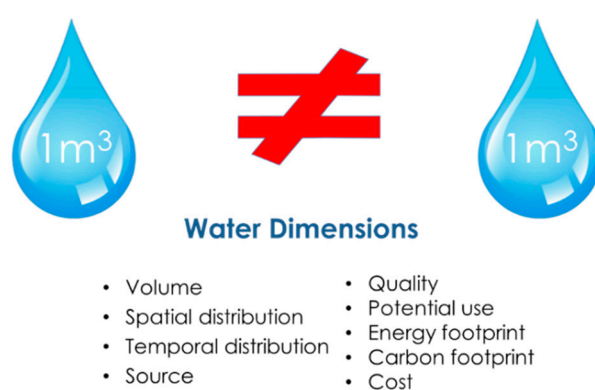 1m³
≠
1m³
Water Dimensions
• Volume
• Spatial distribution
• Temporal distribution
• Source
• Quality
• Potential use
• Energy footprint
• Carbon footprint
• Cost